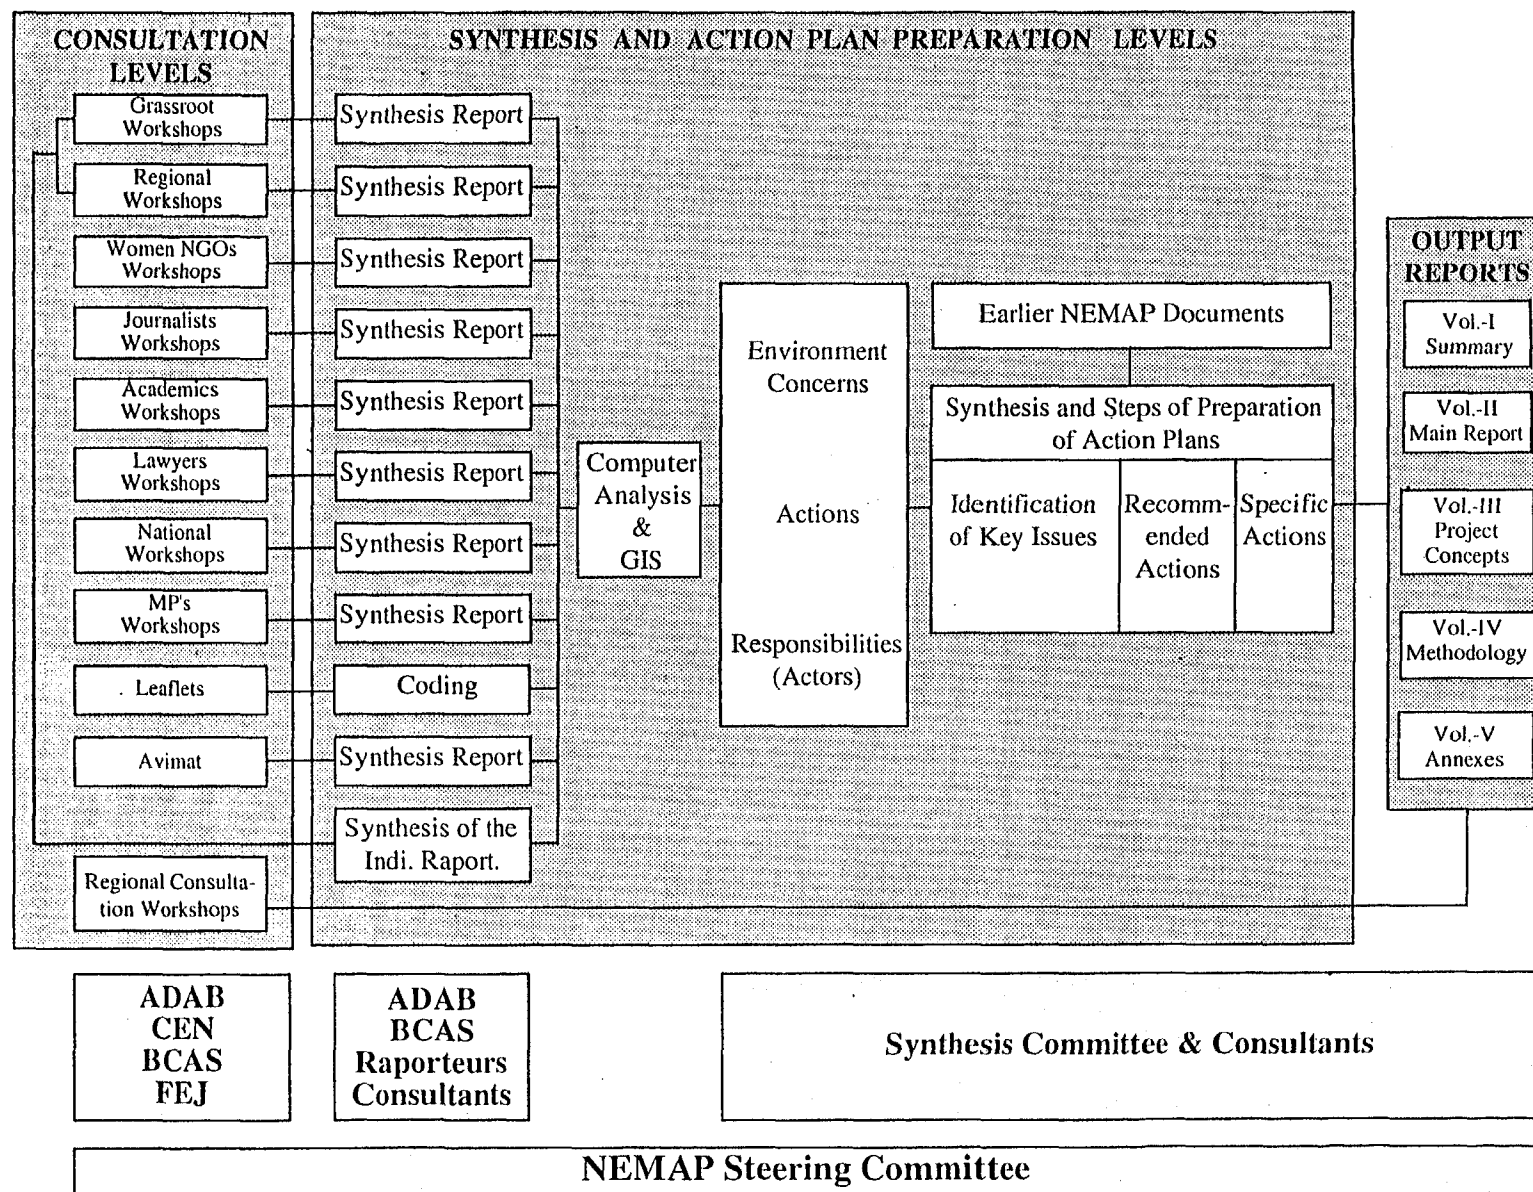 CONSULTATION
LEVELS
Grassroot
Workshops
Regional
Workshops
Women NGOs
Workshops
Journalists
Workshops
Academics
Workshops
Lawyers
Workshops
National
Workshops
MP's
Workshops
Leaflets
Avimat
Regional Consulta-
tion Workshops
SYNTHESIS AND ACTION PLAN PREPARATION LEVELS
Synthesis Report
Synthesis Report
Synthesis Report
Synthesis Report
Synthesis Report
Synthesis Report
Synthesis Report
Synthesis Report
Coding
Synthesis Report
Synthesis of the
Indi. Raport.
Computer
Analysis
&
GIS
Environment
Concerns
Actions
Responsibilities
(Actors)
Earlier NEMAP Documents
Synthesis and Steps of Preparation
of Action Plans
Identification
of Key Issues
Recomm-
ended
Actions
Specific
Actions
OUTPUT
REPORTS
Vol.-I
Summary
Vol.-II
Main Report
Vol.-III
Project
Concepts
Vol.-IV
Methodology
Vol.-V
Annexes
ADAB
CEN
BCAS
FEJ
ADAB
BCAS
Raporteurs
Consultants
Synthesis Committee & Consultants
NEMAP Steering Committee